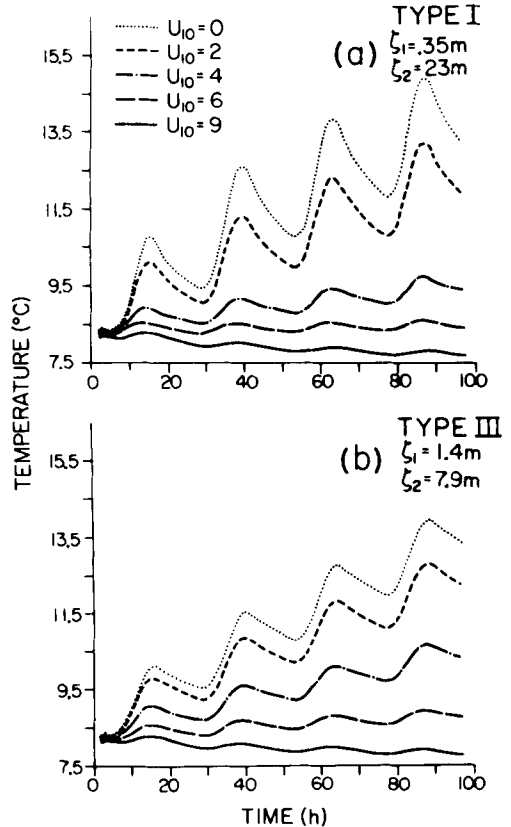 TYPE I
(a)
ζ₁=.35m
ζ₂=23m
U₁₀=0
U₁₀=2
U₁₀=4
U₁₀=6
U₁₀=9
15,5
13,5
11,5
9,5
7.5
0 20 40 60 80 100
TEMPERATURE (°C)
TYPE III
(b)
ζ₁= 1.4m
ζ₂=7.9m
15,5
13,5
11,5
9,5
7.5
0 20 40 60 80 100
TIME (h)